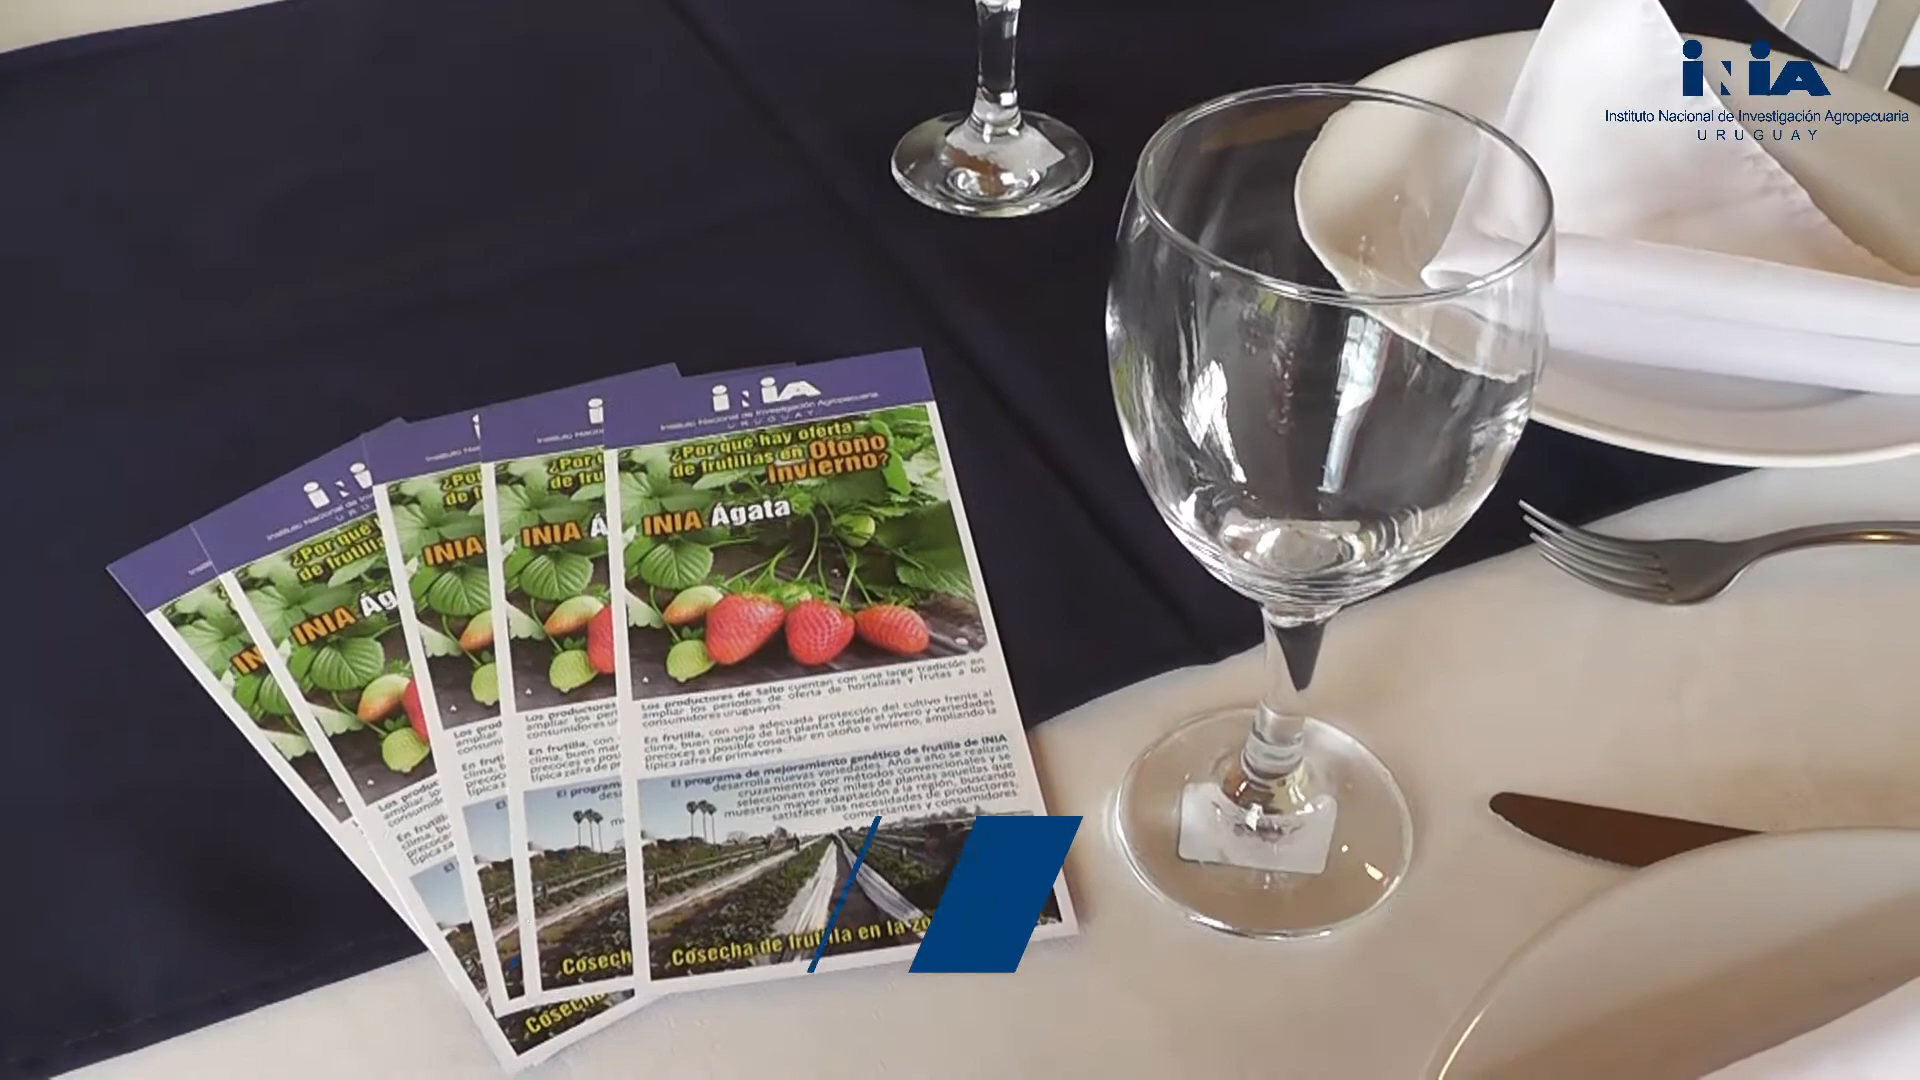 INIA
Instituto Nacional de Investigación Agropecuaria
URUGUAY
INIA
Instituto Nacional de Investigación Agropecuaria
URUGUAY
¿Por qué hay oferta
de frutillas en Otoño
Invierno?
INIA Ágata
Los productores de Salto cuentan con una larga tradición en
ampliar los períodos de oferta de hortalizas y frutas a los
consumidores uruguayos.
En frutilla, con una adecuada protección del cultivo frente al
clima, buen manejo de las plantas desde el vivero y variedades
precoces es posible cosechar en otoño e invierno, ampliando la
típica zafra de primavera.
El programa de mejoramiento genético de frutilla de INIA
desarrolla nuevas variedades. Año a año se realizan
cruzamientos por métodos convencionales y se
seleccionan entre miles de plantas aquellas que
muestran mayor adaptación a la región, buscando
satisfacer las necesidades de productores,
comerciantes y consumidores.
Cosecha de frutilla en la